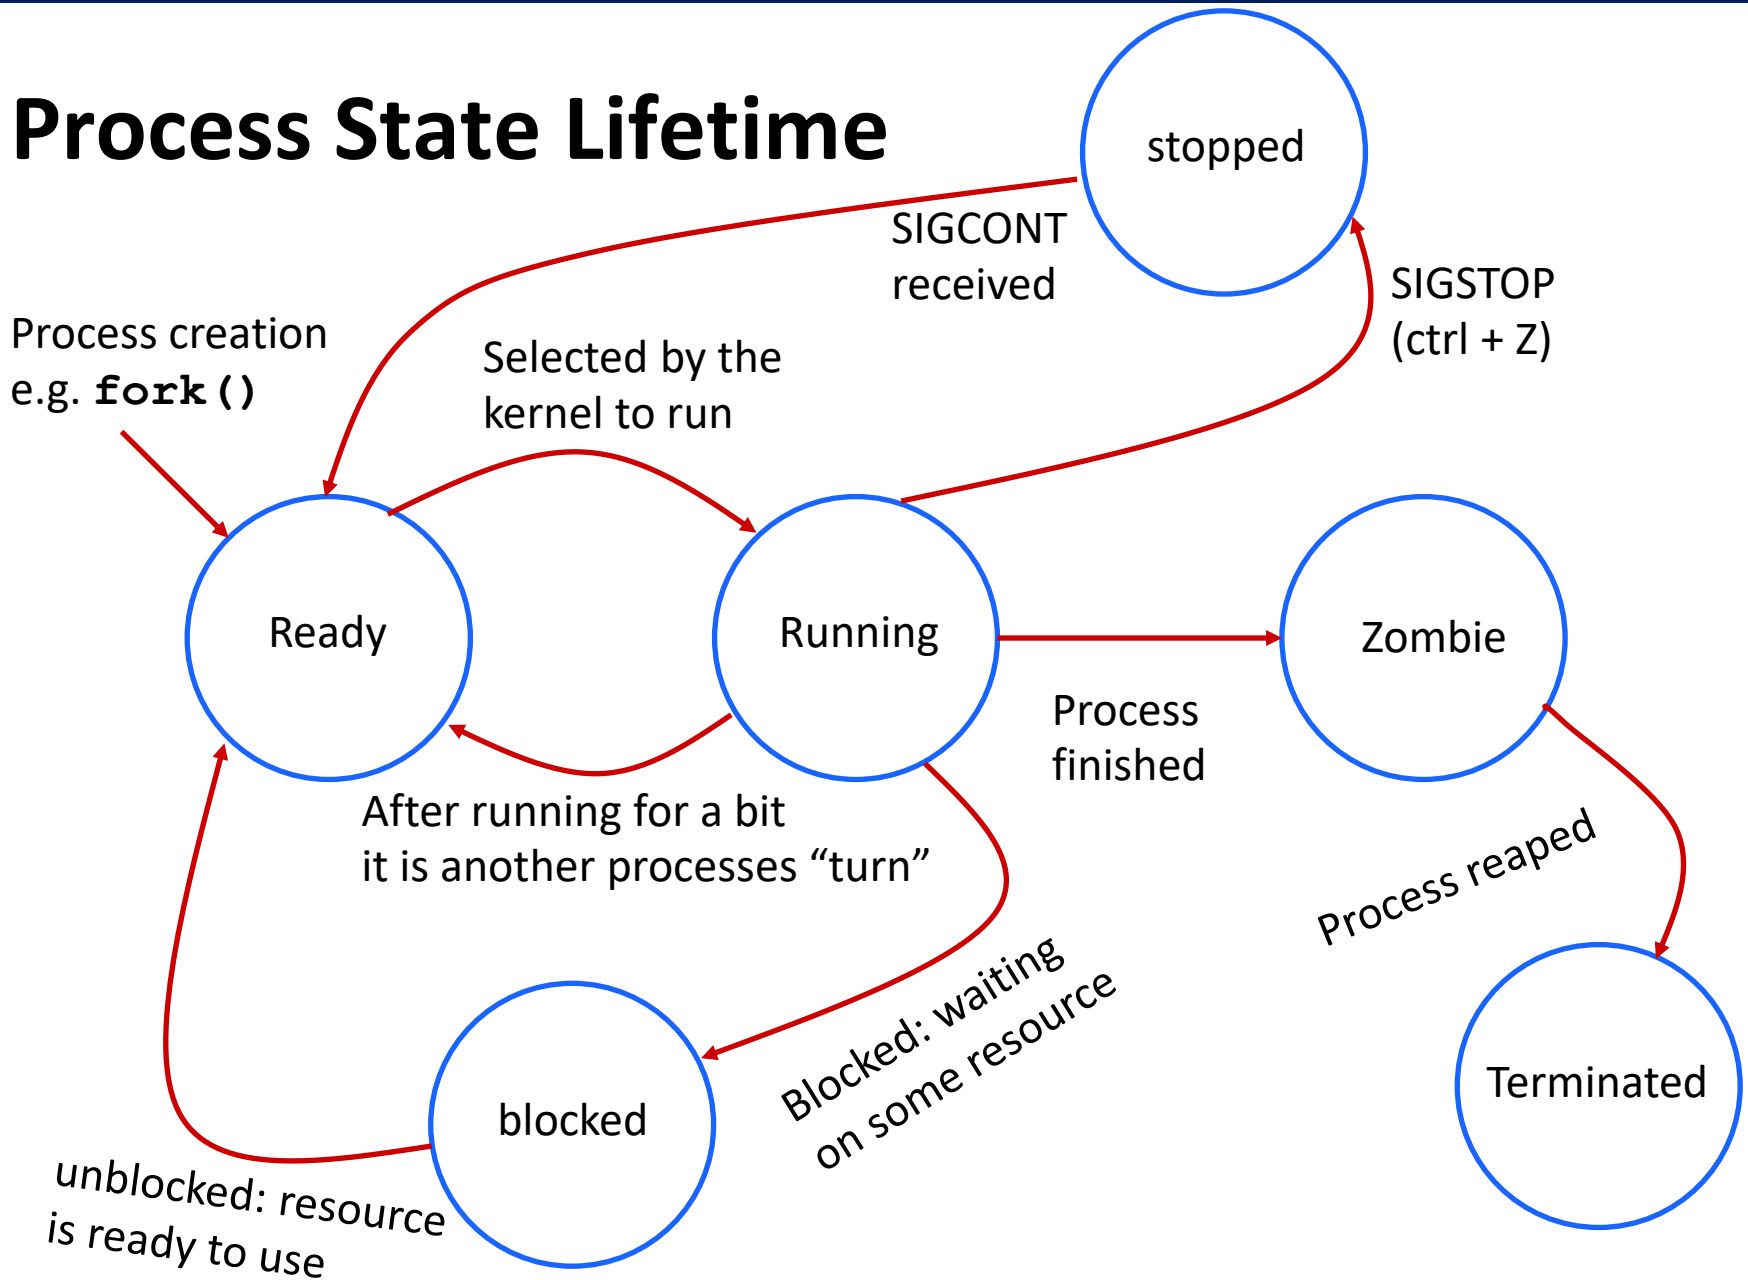 Process State Lifetime
stopped
SIGCONT
received
SIGSTOP
(ctrl + Z)
Process creation
e.g. fork()
Selected by the
kernel to run
Ready
Running
Zombie
Process
finished
After running for a bit
it is another processes “turn”
Process reaped
Blocked: waiting
on some resource
blocked
Terminated
unblocked: resource
is ready to use